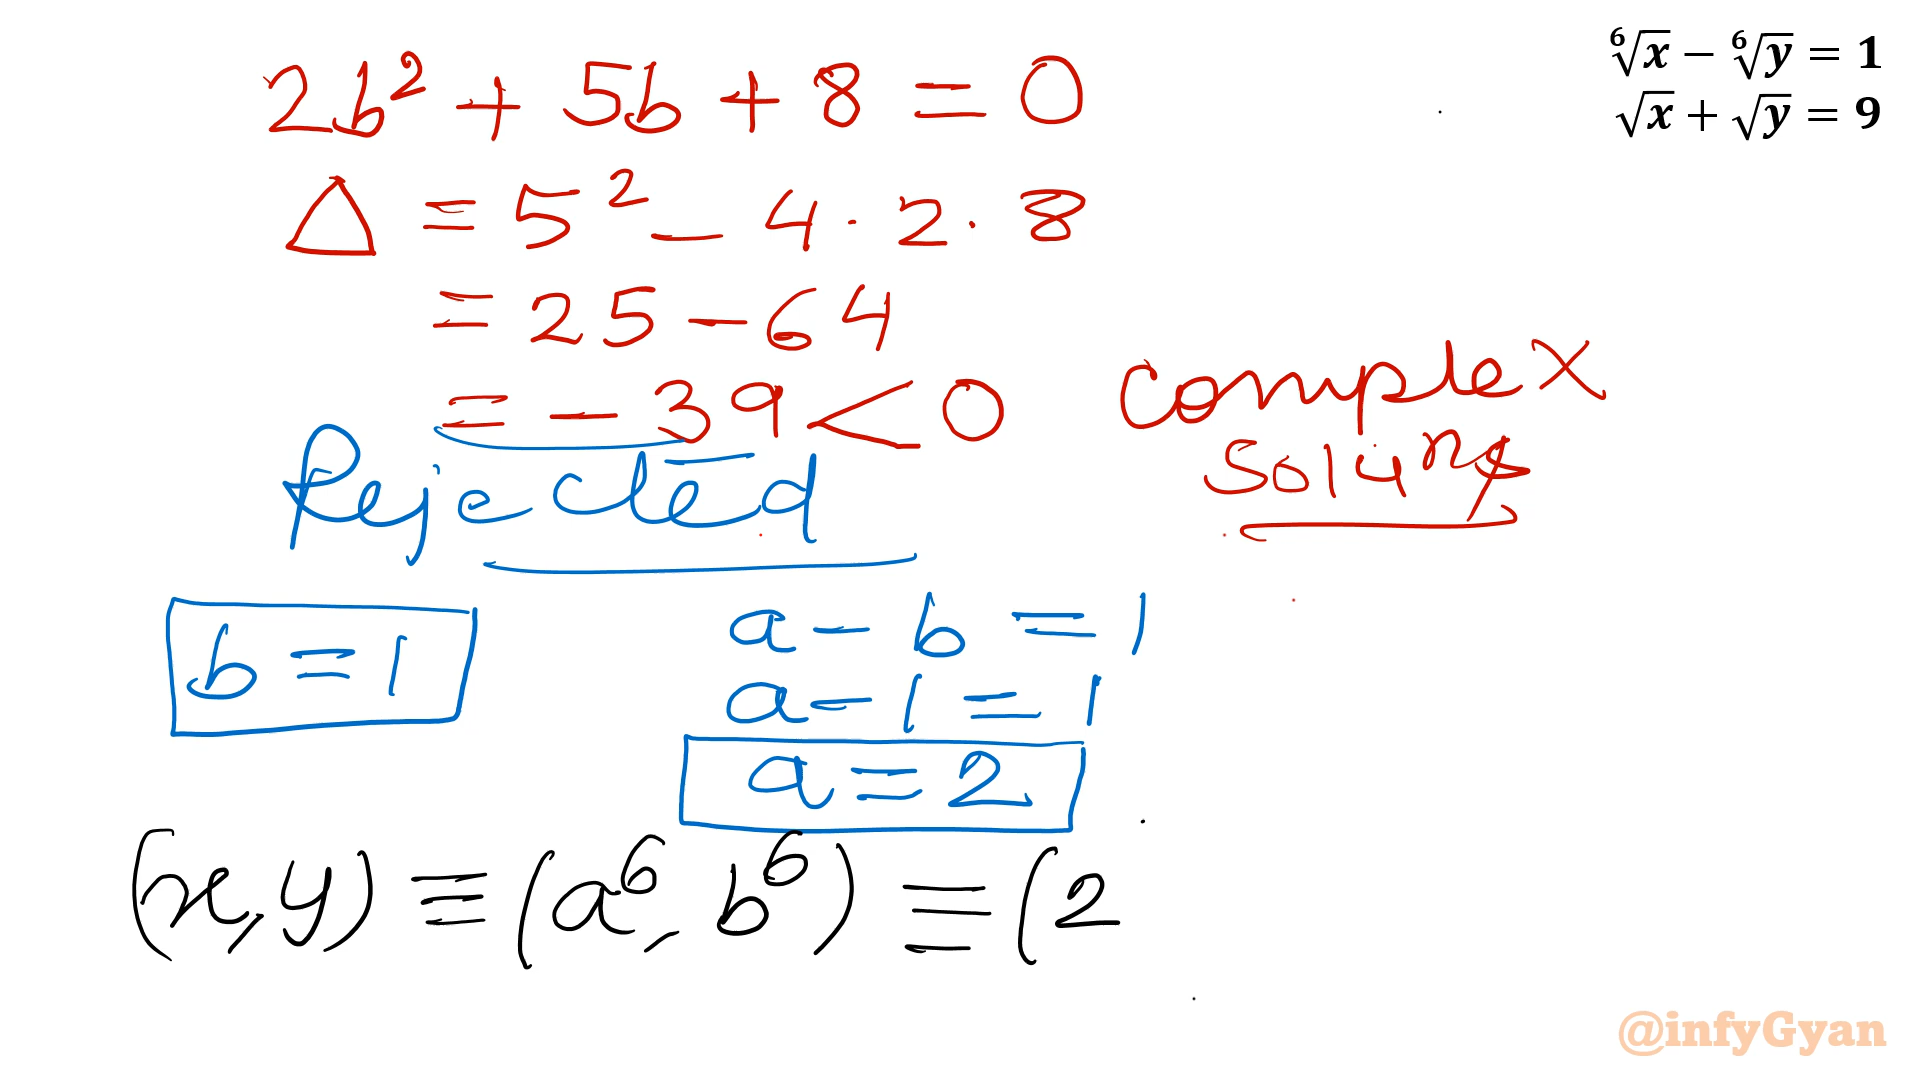 ⁶√x − ⁶√y = 1
√x + √y = 9
2b² + 5b + 8 = 0
Δ = 5² − 4 · 2 · 8
= 25 − 64
= − 39 < 0
complex
solⁿs
Rejected
b = 1
a − b = 1
a − 1 = 1
a = 2
(x, y) ≡ (a⁶, b⁶) ≡ (2
@infyGyan